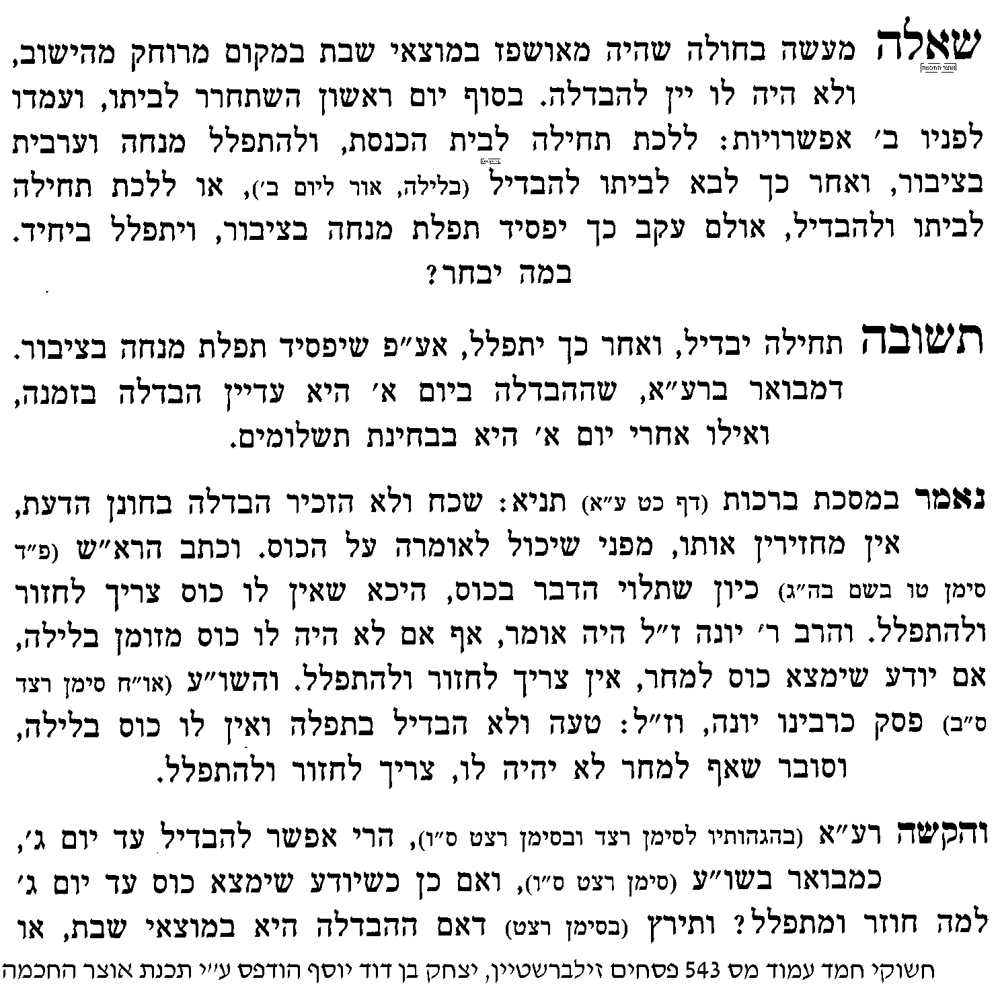 שאלה מעשה בחולה שהיה מאושפז במוצאי שבת במקום מרוחק מהישוב,
אוצר החכמה
ולא היה לו יין להבדלה. בסוף יום ראשון השתחרר לביתו, ועמדו
לפניו ב' אפשרויות: ללכת תחילה לבית הכנסת, ולהתפלל מנחה וערבית
בציבור, ואחר כך לבא לביתו להבדיל (בלילה, אור ליום ב'), או ללכת תחילה
לביתו ולהבדיל, אולם עקב כך יפסיד תפלת מנחה בציבור, ויתפלל ביחיד.
במה יבחר?
תשובה תחילה יבדיל, ואחר כך יתפלל, אע״פ שיפסיד תפלת מנחה בציבור.
דמבואר ברע״א, שההבדלה ביום א' היא עדיין הבדלה בזמנה,
ואילו אחרי יום א' היא בבחינת תשלומים.
נאמר במסכת ברכות (דף כט ע״א) תניא: שכח ולא הזכיר הבדלה בחונן הדעת,
אין מחזירין אותו, מפני שיכול לאומרה על הכוס. וכתב הרא״ש (פ״ד
סימן טו בשם בה״ג) כיון שתלוי הדבר בכוס, היכא שאין לו כוס צריך לחזור
ולהתפלל. והרב ר' יונה ז״ל היה אומר, אף אם לא היה לו כוס מזומן בלילה,
אם יודע שימצא כוס למחר, אין צריך לחזור ולהתפלל. והשו״ע (או״ח סימן רצד
ס״ב) פסק כרבינו יונה, וז״ל: טעה ולא הבדיל בתפלה ואין לו כוס בלילה,
וסובר שאף למחר לא יהיה לו, צריך לחזור ולהתפלל.
והקשה רע״א (בהגהותיו לסימן רצד ובסימן רצט ס״ו), הרי אפשר להבדיל עד יום ג',
כמבואר בשו״ע (סימן רצט ס״ו), ואם כן כשיודע שימצא כוס עד יום ג'
למה חוזר ומתפלל? ותירץ (בסימן רצט) דאם ההבדלה היא במוצאי שבת, או
חשוקי חמד עמוד מס 543 פסחים זילברשטיין, יצחק בן דוד יוסף הודפס ע״י תכנת אוצר החכמה